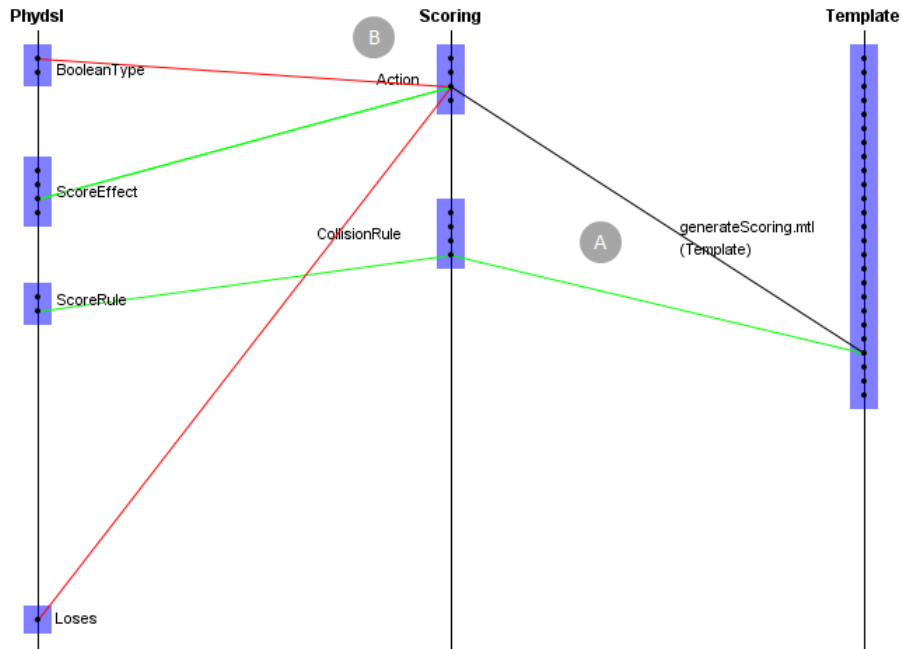 Phydsl
Scoring
Template
B
BooleanType
Action
ScoreEffect
CollisionRule
A
generateScoring.mtl
(Template)
ScoreRule
Loses